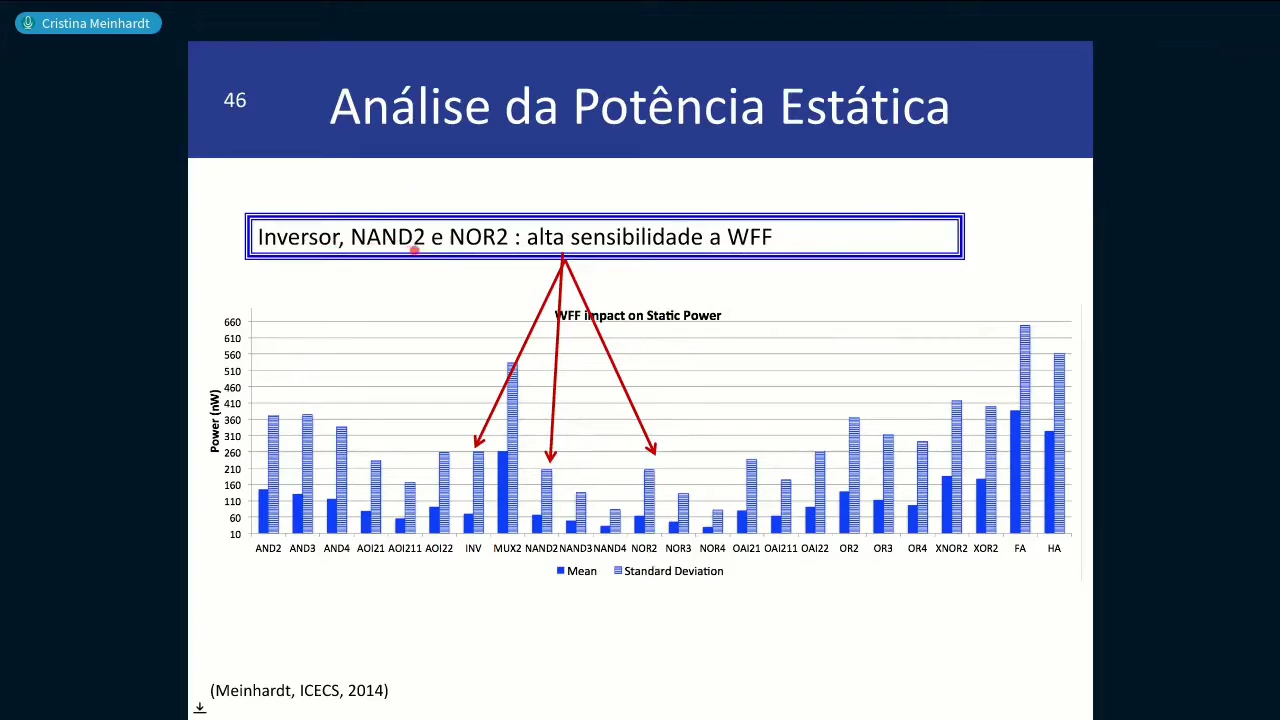 Cristina Meinhardt
46
Análise da Potência Estática
Inversor, NAND2 e NOR2 : alta sensibilidade a WFF
WFF impact on Static Power
Power (nW)
660
610
560
510
460
410
360
310
260
210
160
110
60
10
AND2 AND3 AND4 AOI21 AOI211 AOI22 INV MUX2 NAND2 NAND3 NAND4 NOR2 NOR3 NOR4 OAI21 OAI211 OAI22 OR2 OR3 OR4 XNOR2 XOR2 FA HA
Mean Standard Deviation
(Meinhardt, ICECS, 2014)